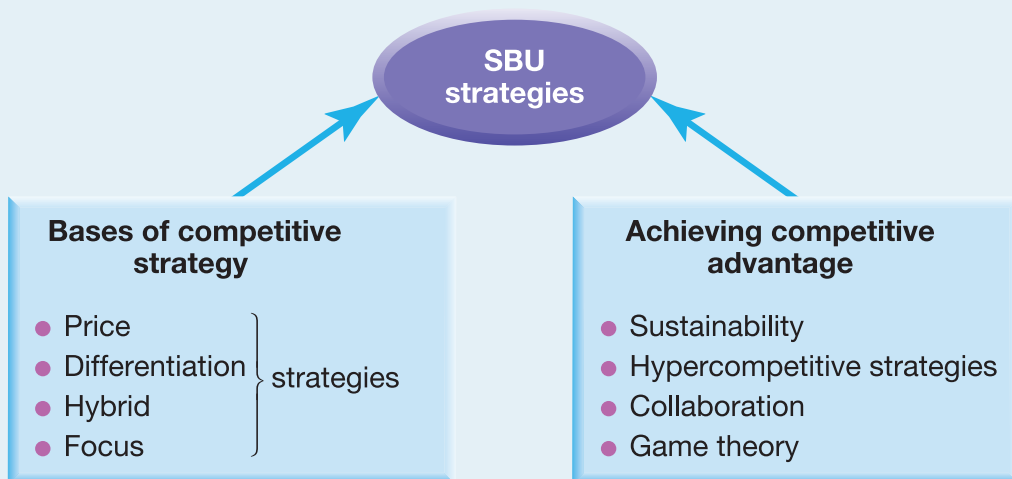 SBU
strategies
Bases of competitive
strategy
Price
Differentiation
Hybrid
Focus
strategies
Achieving competitive
advantage
Sustainability
Hypercompetitive strategies
Collaboration
Game theory